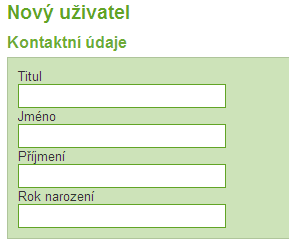 Nový uživatel
Kontaktní údaje
Titul
Jméno
Příjmení
Rok narození